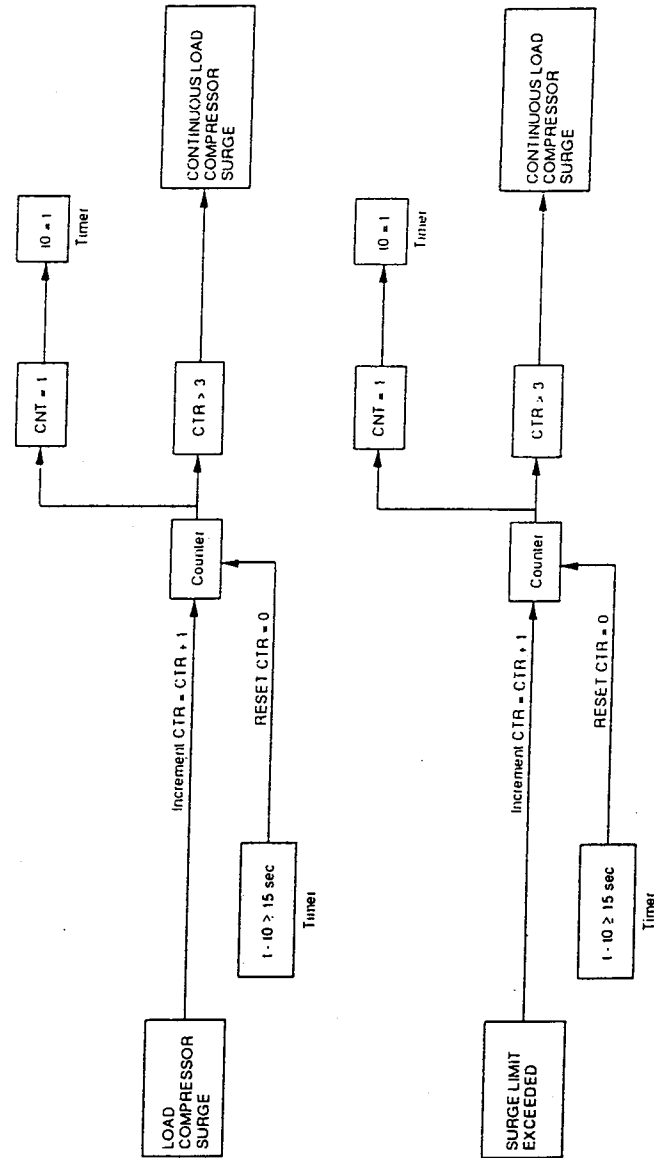 LOAD
COMPRESSOR
SURGE
Increment CTR = CTR + 1
t - t0 ≥ 15 sec
Timer
RESET CTR = 0
Counter
CNT = 1
t0 = 1
Timer
CTR > 3
CONTINUOUS LOAD
COMPRESSOR
SURGE
SURGE LIMIT
EXCEEDED
Increment CTR = CTR + 1
t - t0 ≥ 15 sec
Timer
RESET CTR = 0
Counter
CNT = 1
t0 = 1
Timer
CTR > 3
CONTINUOUS LOAD
COMPRESSOR
SURGE